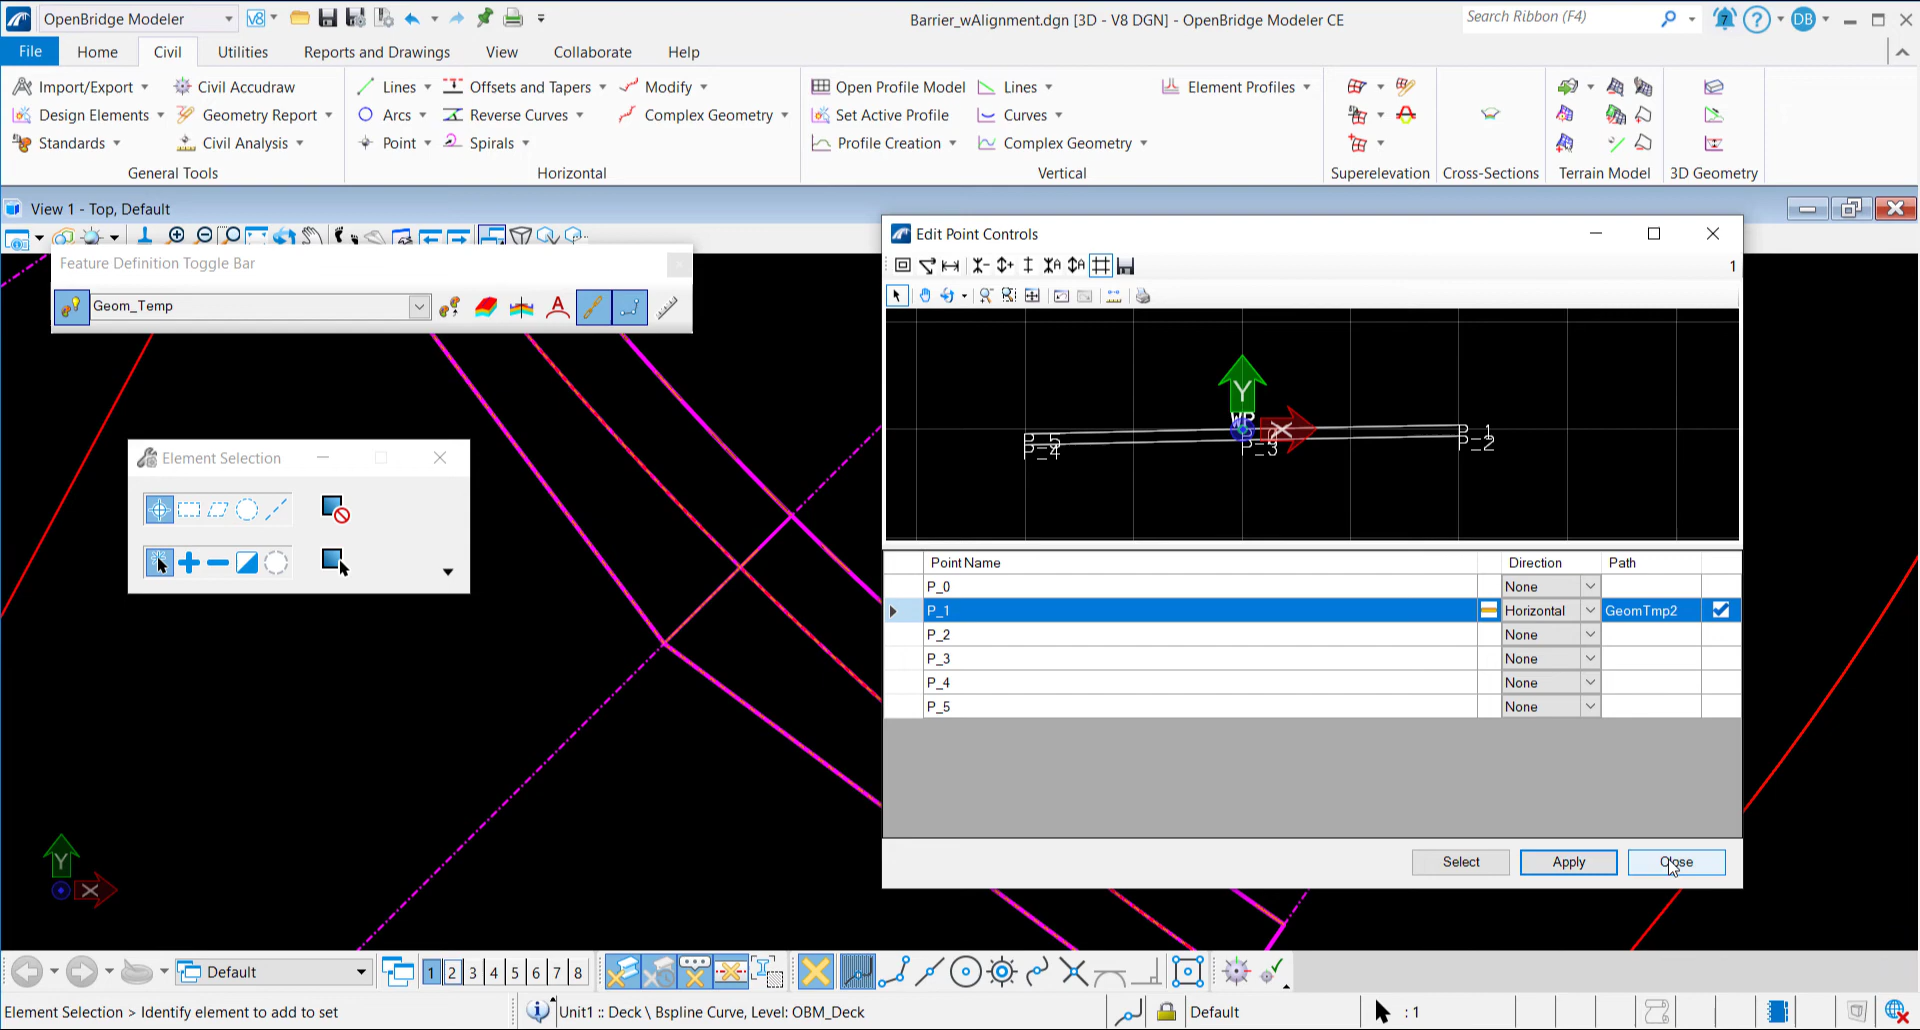 OpenBridge Modeler
V8
Barrier_wAlignment.dgn [3D - V8 DGN] - OpenBridge Modeler CE
Search Ribbon (F4)
7
?
DB
File Home Civil Utilities Reports and Drawings View Collaborate Help
Import/Export Civil Accudraw Lines Offsets and Tapers Modify Open Profile Model Lines Element Profiles
Design Elements Geometry Report Arcs Reverse Curves Complex Geometry Set Active Profile Curves
Standards Civil Analysis Point Spirals Profile Creation Complex Geometry
General Tools Horizontal Vertical Superelevation Cross-Sections Terrain Model 3D Geometry
View 1 - Top, Default
Feature Definition Toggle Bar
Geom_Temp
Element Selection
Edit Point Controls
1
Y
X
P_3
P_2
Point Name Direction Path
P_0 None
P_1 Horizontal GeomTmp2
P_2 None
P_3 None
P_4 None
P_5 None
Select Apply Close
Y
X
Default 1 2 3 4 5 6 7 8
Element Selection > Identify element to add to set Unit1 :: Deck \ Bspline Curve, Level: OBM_Deck Default : 1